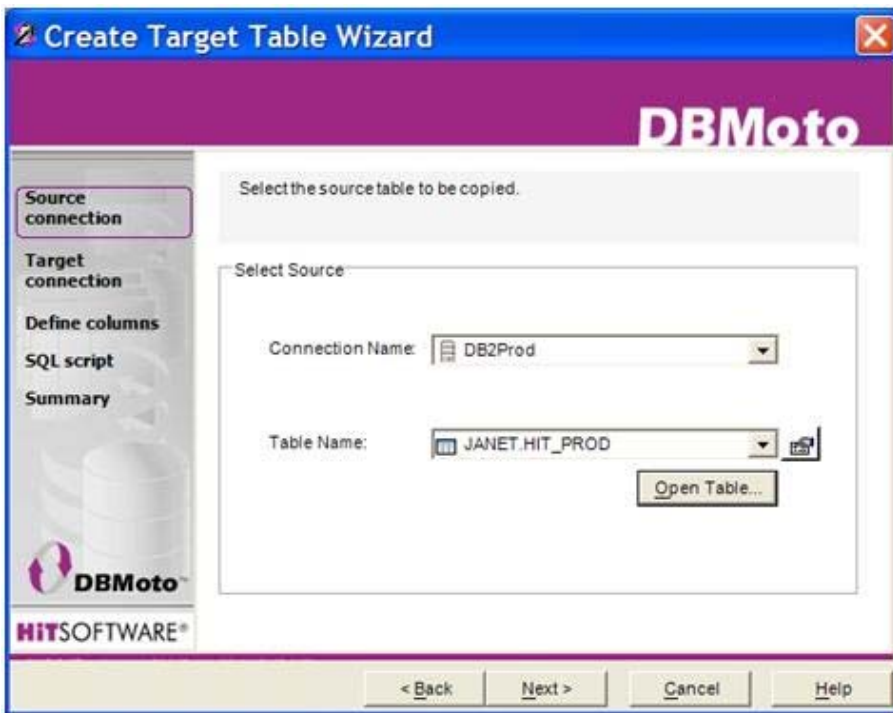 Create Target Table Wizard
DBMoto
Source
connection
Target
connection
Define columns
SQL script
Summary
DBMoto™
HiTSOFTWARE®
Select the source table to be copied.
Select Source
Connection Name: DB2Prod
Table Name: JANET.HIT_PROD
Open Table...
< Back
Next >
Cancel
Help